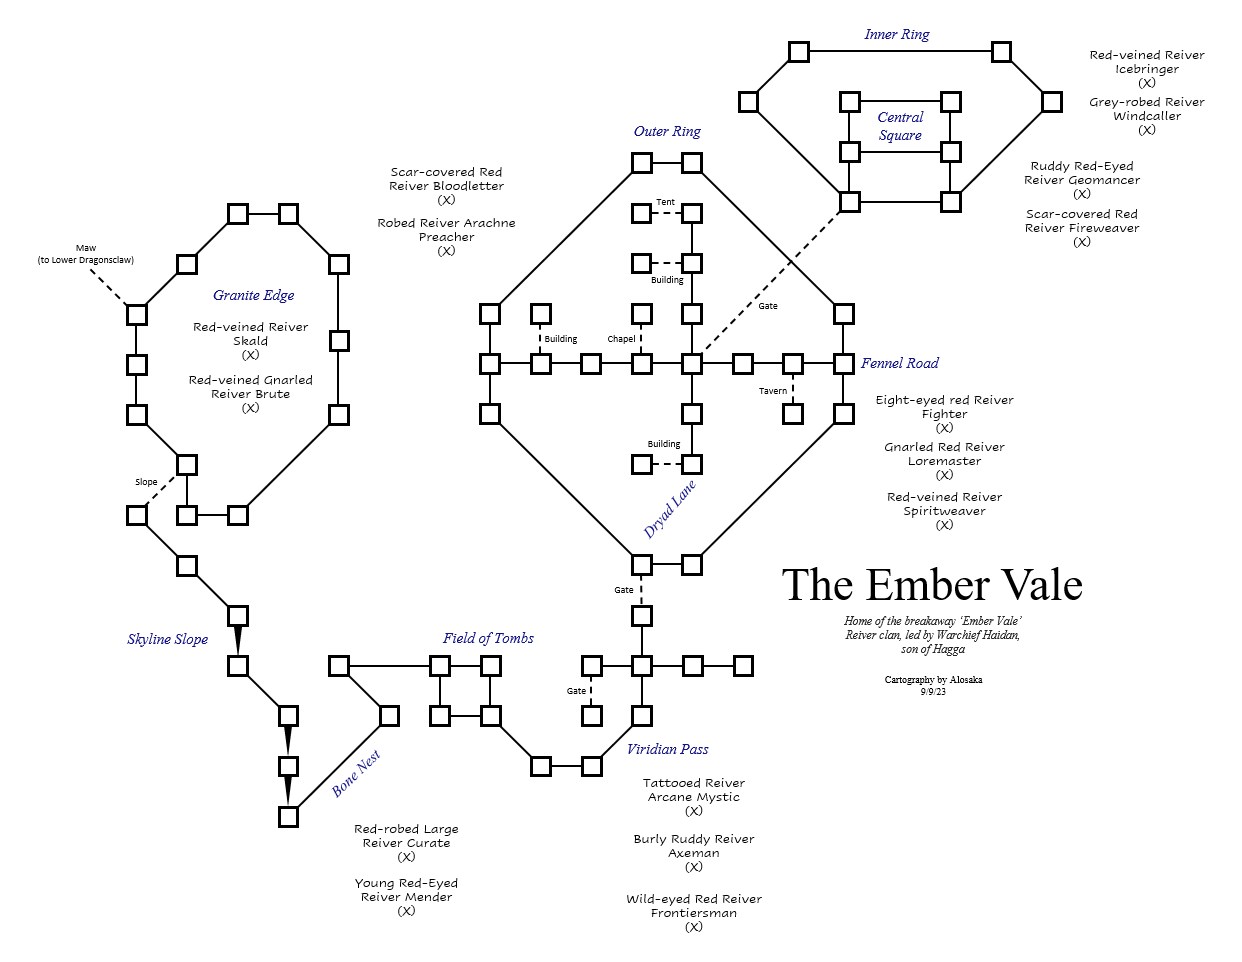 Inner Ring
Red-veined Reiver
Icebringer
(X)
Grey-robed Reiver
Windcaller
(X)
Central
Square
Outer Ring
Ruddy Red-Eyed
Reiver Geomancer
(X)
Scar-covered Red
Reiver Fireweaver
(X)
Scar-covered Red
Reiver Bloodletter
(X)
Robed Reiver Arachne
Preacher
(X)
Tent
Building
Maw
(to Lower Dragonsclaw)
Granite Edge
Red-veined Reiver
Skald
(X)
Red-veined Gnarled
Reiver Brute
(X)
Gate
Building
Chapel
Fennel Road
Tavern
Eight-eyed red Reiver
Fighter
(X)
Gnarled Red Reiver
Loremaster
(X)
Red-veined Reiver
Spiritweaver
(X)
Building
Slope
Dryad Lane
Gate
The Ember Vale
Home of the breakaway ‘Ember Vale’
Reiver clan, led by Warchief Haidan,
son of Hagga
Cartography by Alosaka
9/9/23
Skyline Slope
Field of Tombs
Gate
Viridian Pass
Bone Nest
Tattooed Reiver
Arcane Mystic
(X)
Burly Ruddy Reiver
Axeman
(X)
Wild-eyed Red Reiver
Frontiersman
(X)
Red-robed Large
Reiver Curate
(X)
Young Red-Eyed
Reiver Mender
(X)